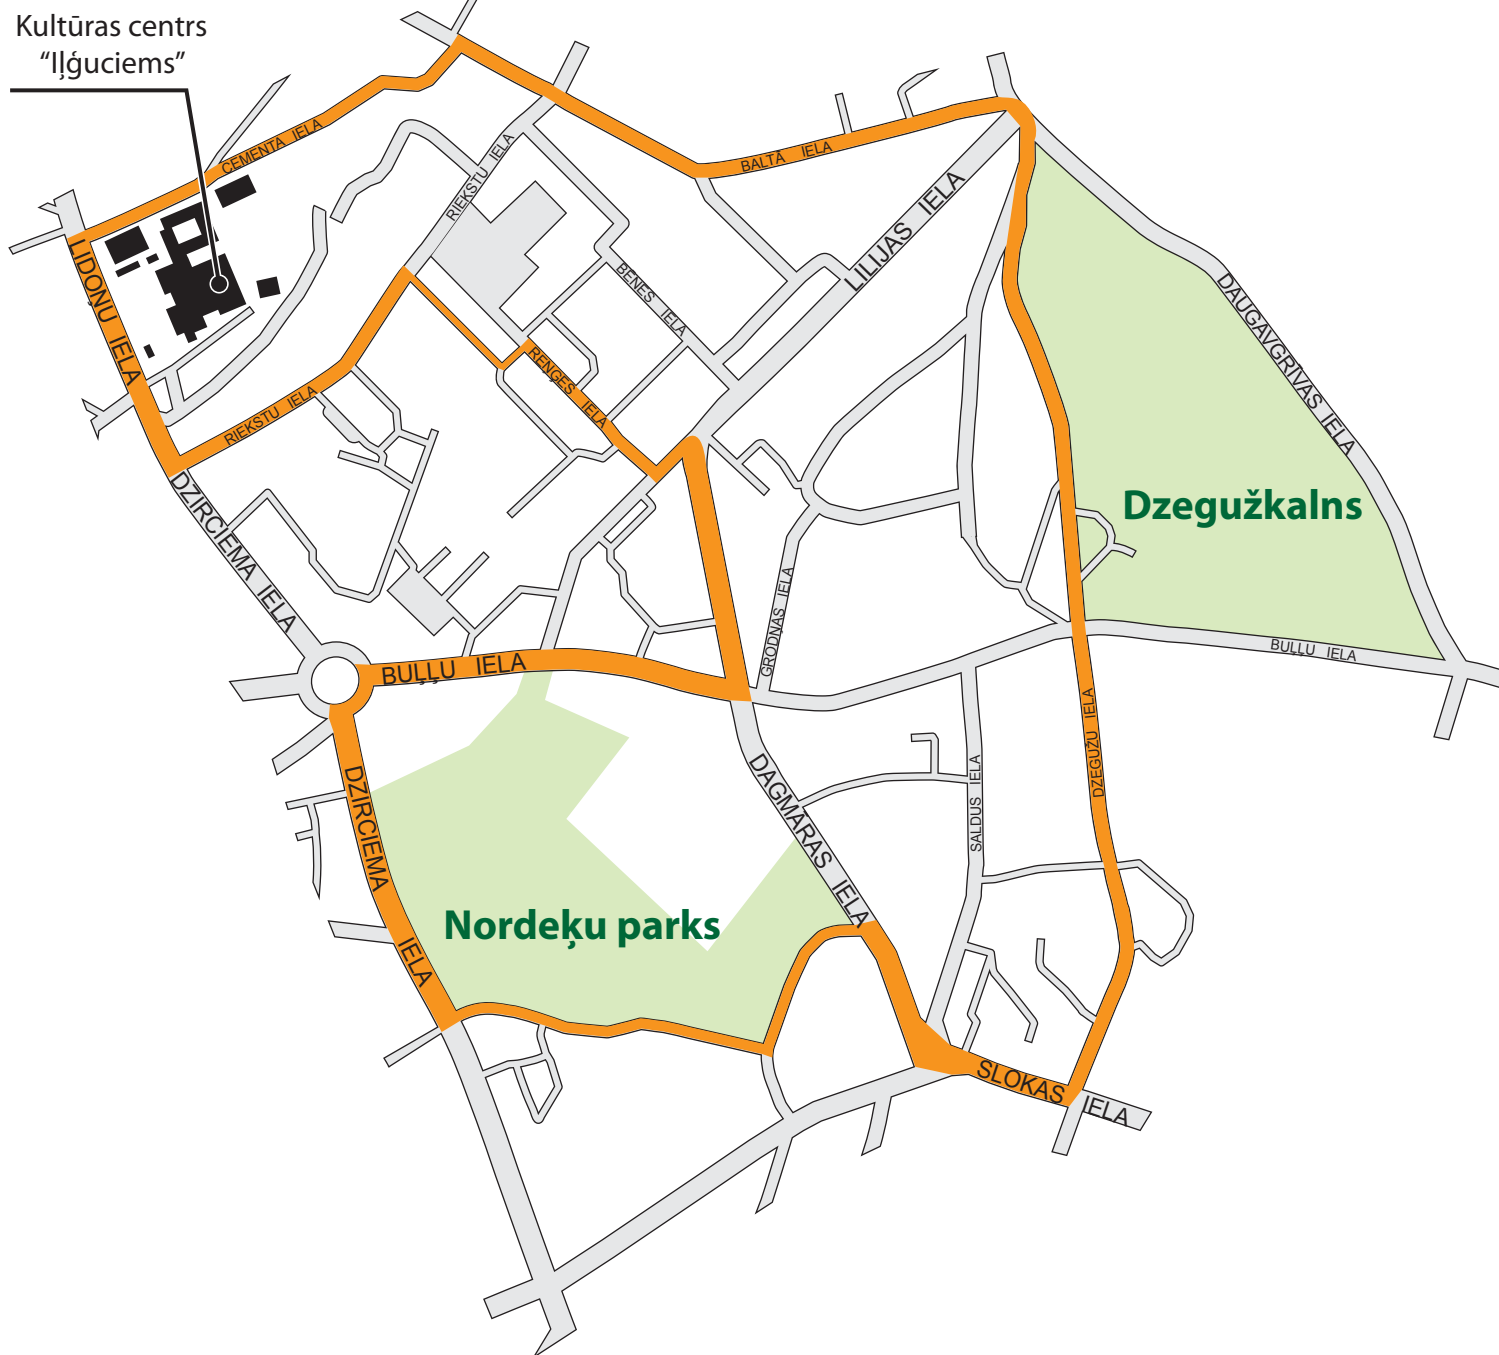 Kultūras centrs
“Iļģuciems”
CEMENTA IELA
RIEKSTU IELA
BALTĀ IELA
LILIJAS IELA
LIDOŅU IELA
BĒNES IELA
DAUGAVGRĪVAS IELA
RIEKSTU IELA
REŅĢES IELA
DZIRCIEMA IELA
Dzegužkalns
GRODŅAS IELA
BUĻĻU IELA
BUĻĻU IELA
DZEGUŽU IELA
DZIRCIEMA IELA
DAGMĀRAS IELA
SALDUS IELA
Nordeķu parks
SLOKAS IELA